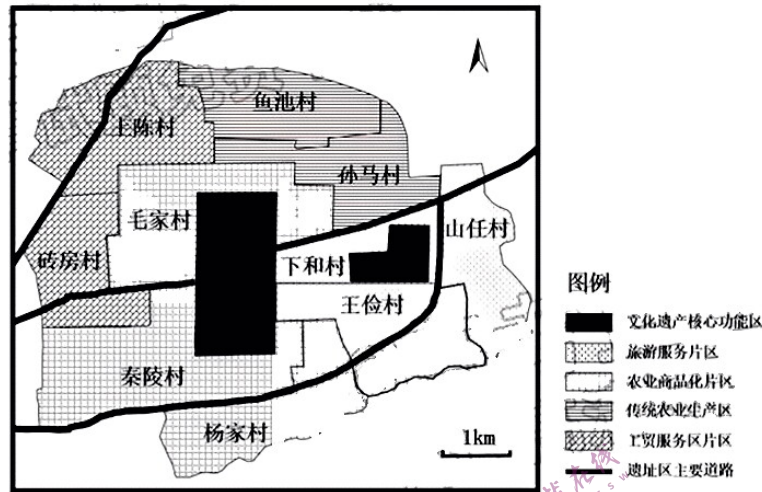 鱼池村
上陈村
孙马村
毛家村
山任村
砖房村
下和村
王俭村
秦陵村
杨家村
1km
图例
文化遗产核心功能区
旅游服务片区
农业商品化片区
传统农业生产区
工贸服务区片区
遗址区主要道路